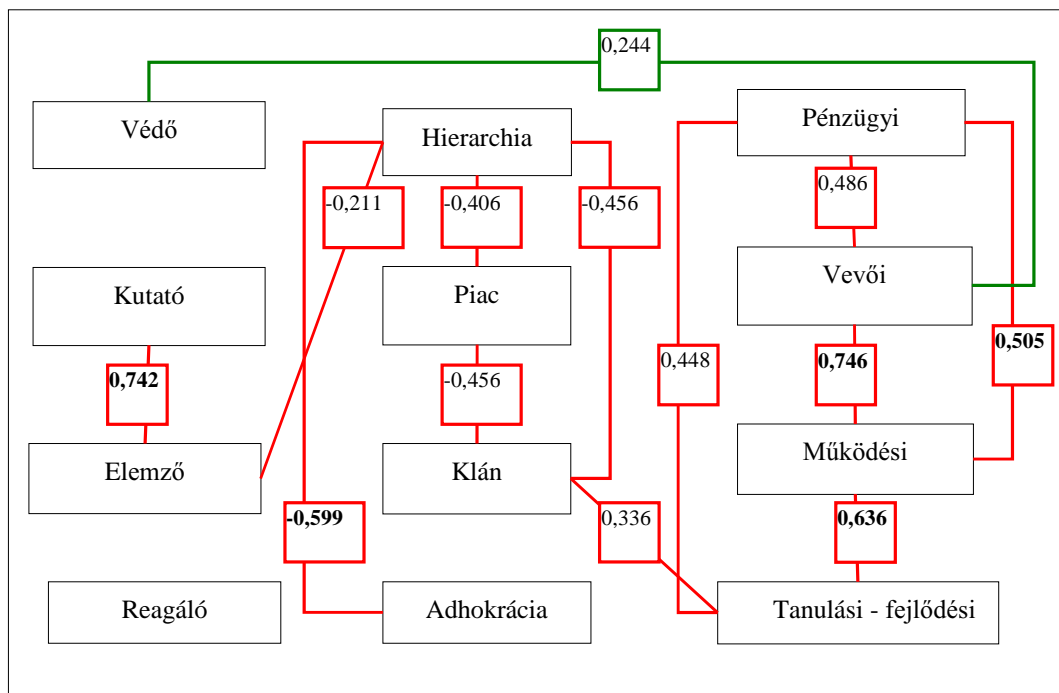 0,244
Védő
Hierarchia
Pénzügyi
-0,211
-0,406
-0,456
0,486
Kutató
Piac
Vevői
0,742
-0,456
0,448
0,746
0,505
Elemző
Klán
Működési
-0,599
0,336
0,636
Reagáló
Adhokrácia
Tanulási - fejlődési